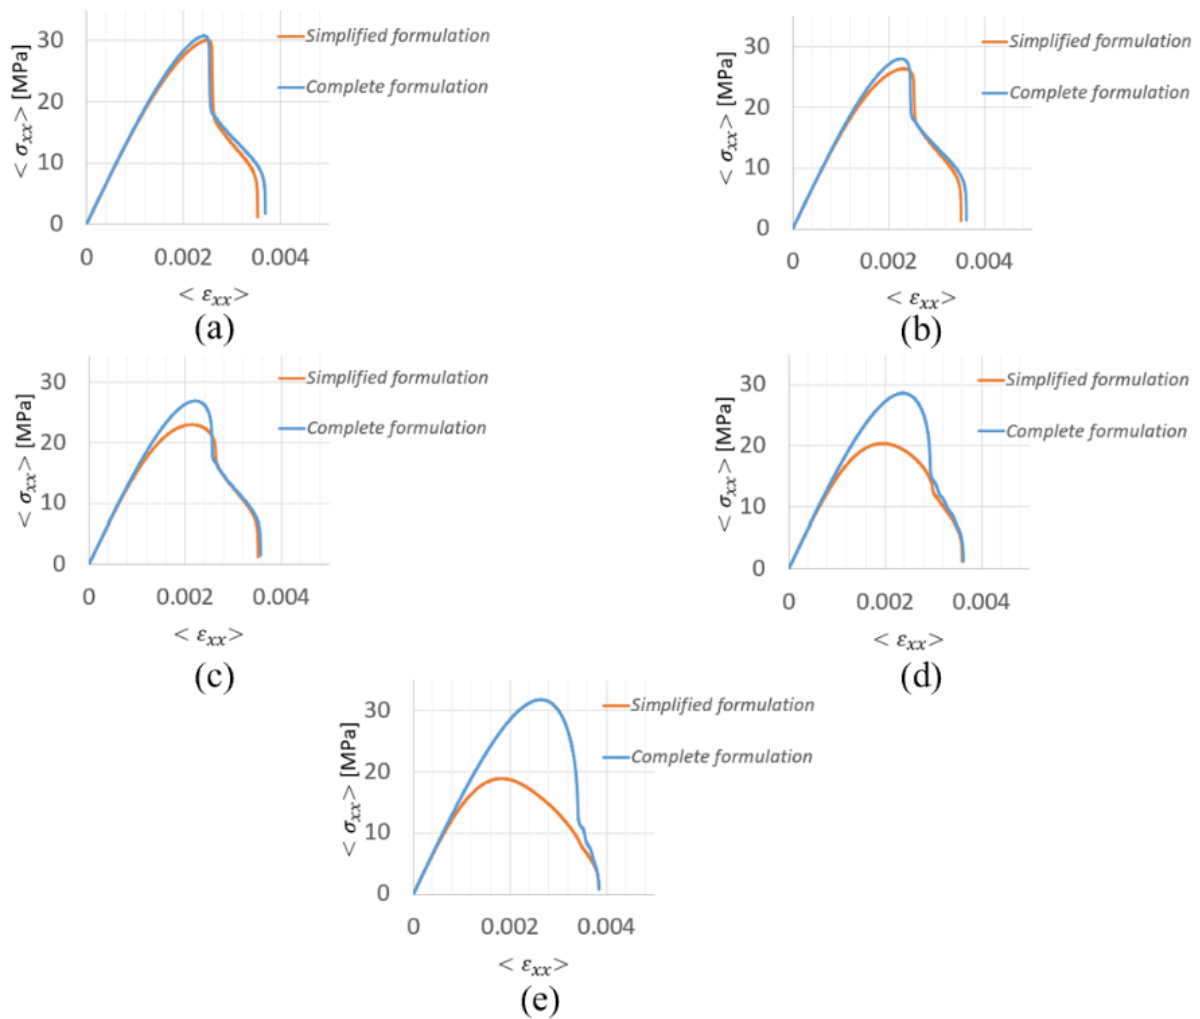 30
20
10
0
< σxx> [MPa]
Simplified formulation
Complete formulation
0 0.002 0.004
< εxx>
(a)
30
20
10
0
< σxx> [MPa]
Simplified formulation
Complete formulation
0 0.002 0.004
< εxx>
(b)
30
20
10
0
< σxx> [MPa]
Simplified formulation
Complete formulation
0 0.002 0.004
< εxx>
(c)
30
20
10
0
< σxx> [MPa]
Simplified formulation
Complete formulation
0 0.002 0.004
< εxx>
(d)
30
20
10
0
< σxx> [MPa]
Simplified formulation
Complete formulation
0 0.002 0.004
< εxx>
(e)